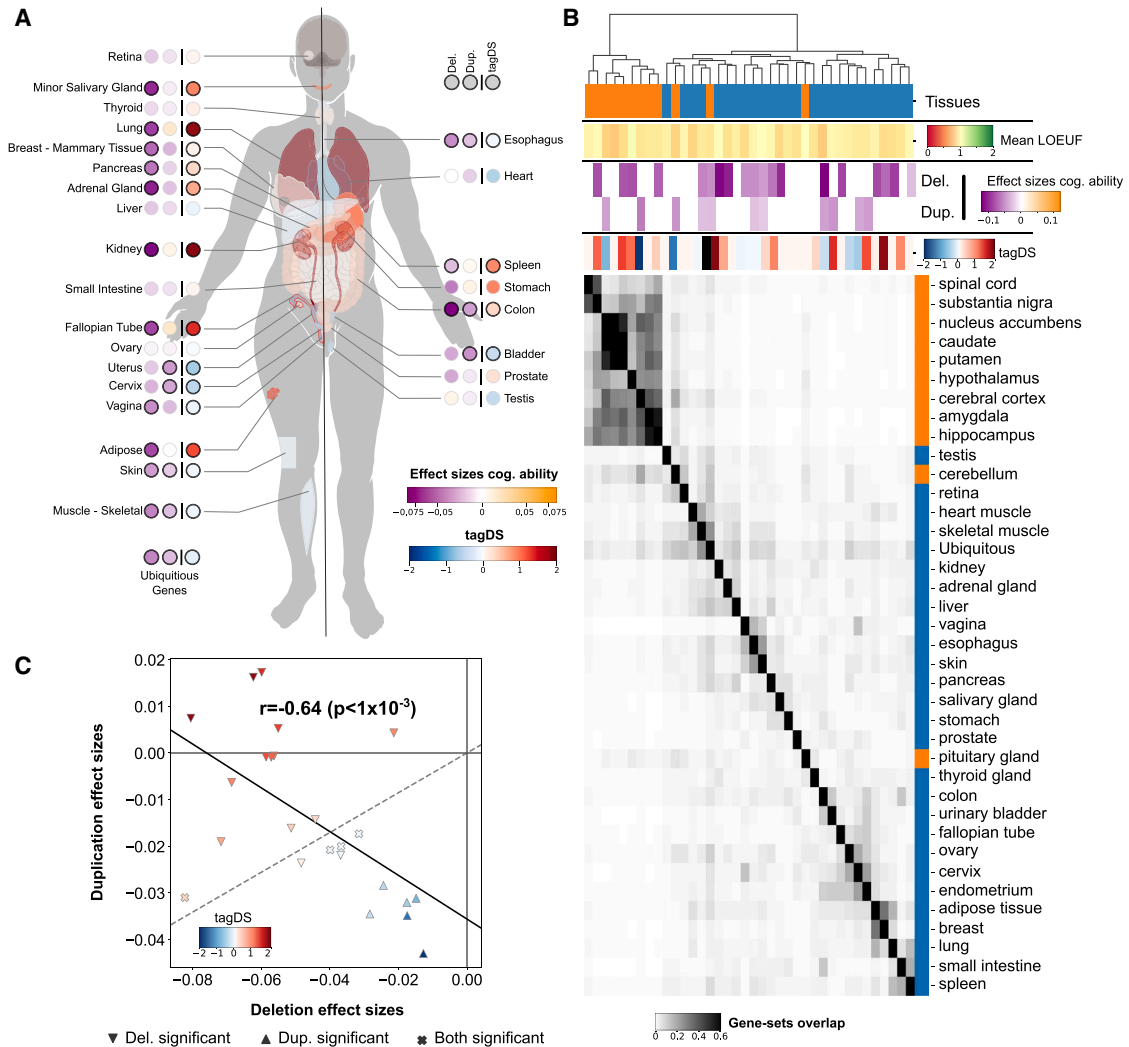 A
Retina
Minor Salivary Gland
Thyroid
Lung
Breast - Mammary Tissue
Pancreas
Adrenal Gland
Liver
Kidney
Small Intestine
Fallopian Tube
Ovary
Uterus
Cervix
Vagina
Adipose
Skin
Muscle - Skeletal
Ubiquitious
Genes
Del.
Dup.
tagDS
Esophagus
Heart
Spleen
Stomach
Colon
Bladder
Prostate
Testis
Effect sizes cog. ability
−0,075 −0,05 0 0,05 0,075
tagDS
−2 −1 0 1 2
B
Tissues
Mean LOEUF
0 1 2
Del.
Dup.
Effect sizes cog. ability
−0.1 0 0.1
tagDS
−2 −1 0 1 2
spinal cord
substantia nigra
nucleus accumbens
caudate
putamen
hypothalamus
cerebral cortex
amygdala
hippocampus
testis
cerebellum
retina
heart muscle
skeletal muscle
Ubiquitous
kidney
adrenal gland
liver
vagina
esophagus
skin
pancreas
salivary gland
stomach
prostate
pituitary gland
thyroid gland
colon
urinary bladder
fallopian tube
ovary
cervix
endometrium
adipose tissue
breast
lung
small intestine
spleen
0 0.2 0.4 0.6
Gene-sets overlap
C
Duplication effect sizes
0.02
0.01
0.00
−0.01
−0.02
−0.03
−0.04
r=-0.64 (p<1x10⁻³)
tagDS
−2 −1 0 1 2
−0.08 −0.06 −0.04 −0.02 0.00
Deletion effect sizes
Del. significant
Dup. significant
Both significant